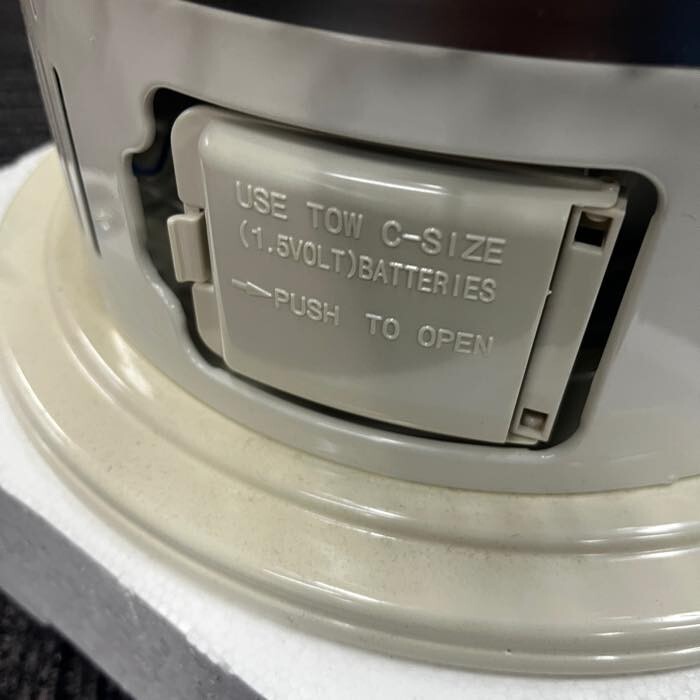 USE TOW C-SIZE
(1.5VOLT)BATTERIES
→PUSH TO OPEN